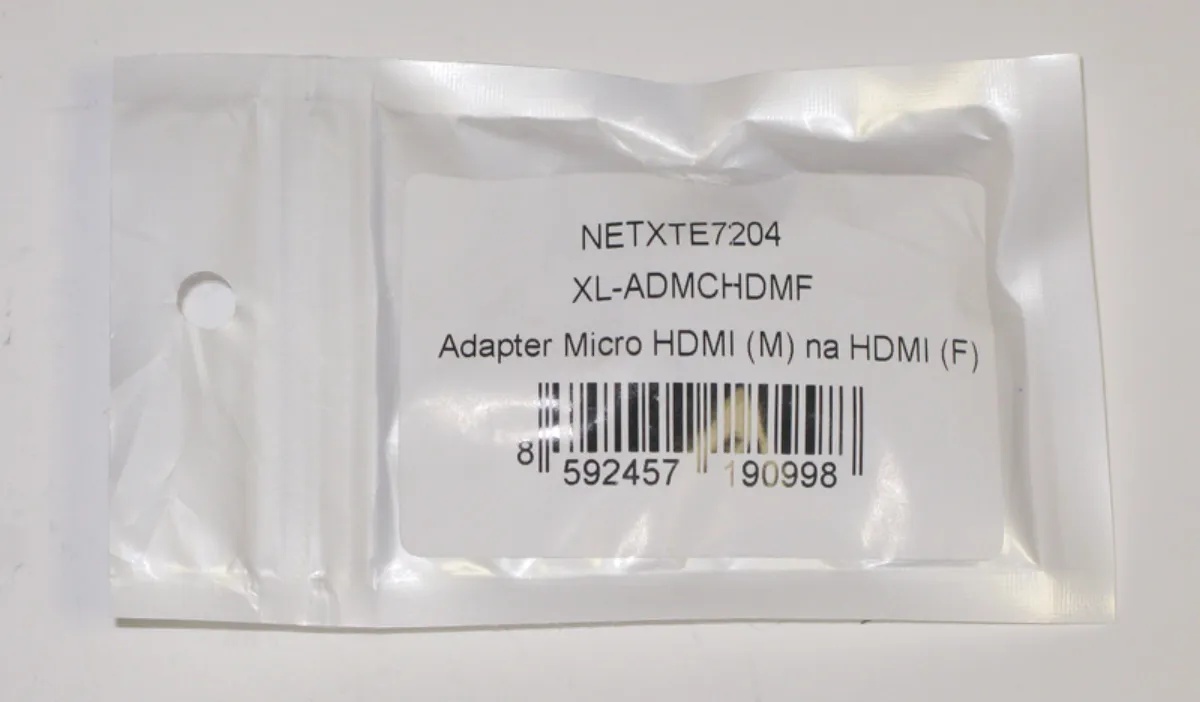 NETXTE7204
XL-ADMCHDMF
Adapter Micro HDMI (M) na HDMI (F)
8 592457 190998